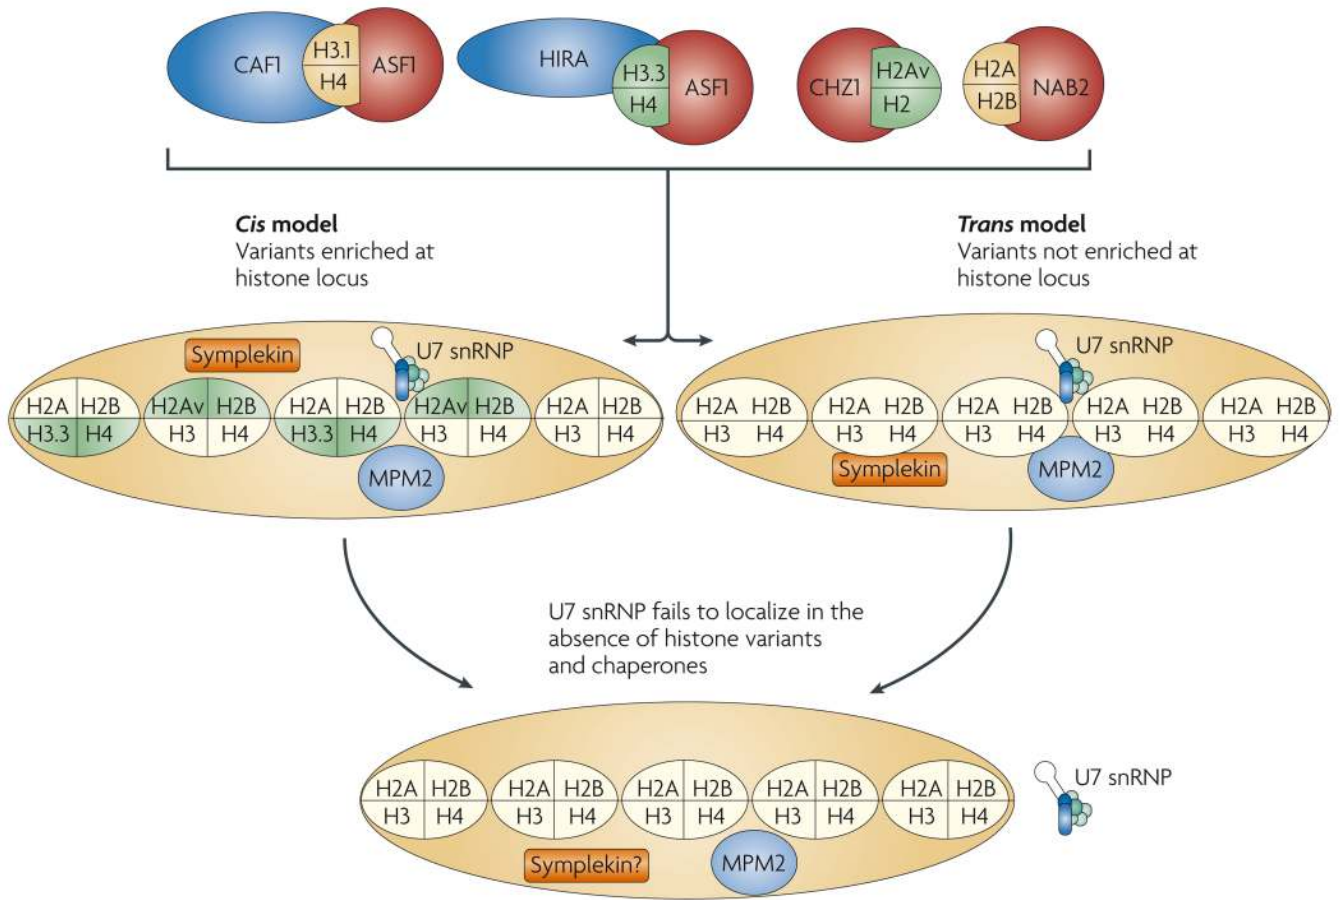 CAF1 H3.1 H4 ASF1
HIRA H3.3 H4 ASF1
CHZ1 H2Av H2
H2A H2B NAB2
Cis model
Variants enriched at
histone locus
Trans model
Variants not enriched at
histone locus
Symplekin
U7 snRNP
H2A H2B H2Av H2B H2A H2B H2Av H2B H2A H2B
H3.3 H4 H3 H4 H3.3 H4 H3 H4 H3 H4
MPM2
U7 snRNP
H2A H2B H2A H2B H2A H2B H2A H2B H2A H2B
H3 H4 H3 H4 H3 H4 H3 H4 H3 H4
Symplekin
MPM2
U7 snRNP fails to localize in the
absence of histone variants
and chaperones
H2A H2B H2A H2B H2A H2B H2A H2B H2A H2B
H3 H4 H3 H4 H3 H4 H3 H4 H3 H4
Symplekin?
MPM2
U7 snRNP